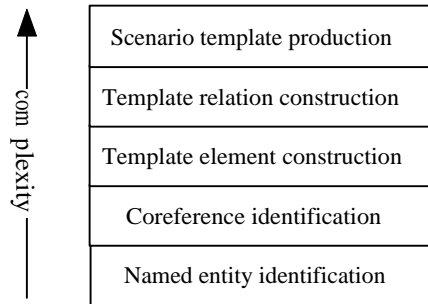 Scenario template production
Template relation construction
Template element construction
Coreference identification
Named entity identification
com plexity